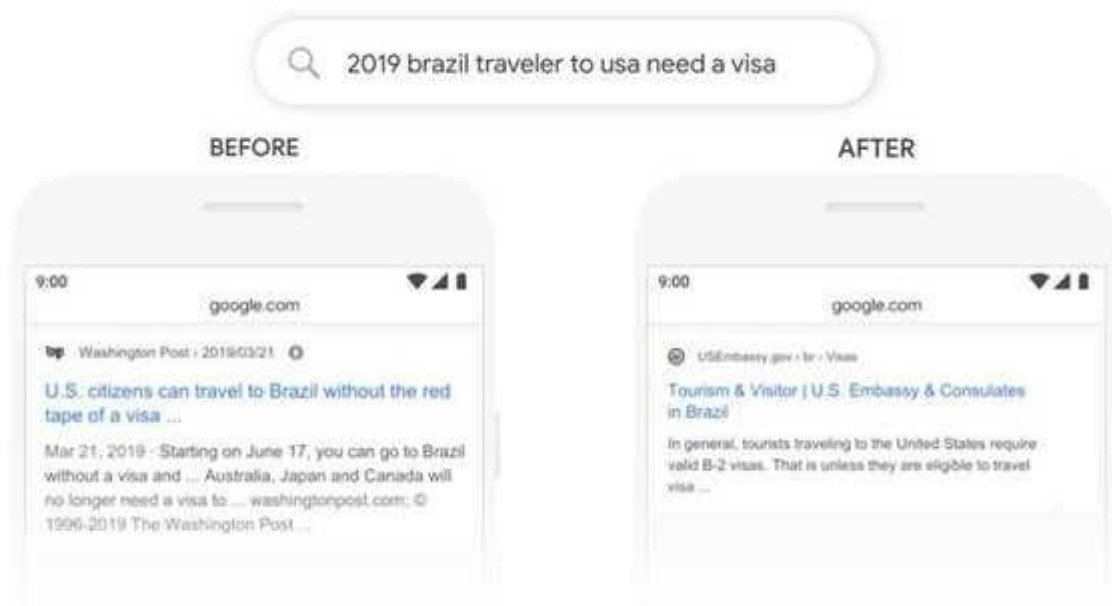 2019 brazil traveler to usa need a visa
BEFORE
9:00
google.com
wp Washington Post › 2019/03/21
U.S. citizens can travel to Brazil without the red
tape of a visa ...
Mar 21, 2019 · Starting on June 17, you can go to Brazil
without a visa and ... Australia, Japan and Canada will
no longer need a visa to ... washingtonpost.com; ©
1996-2019 The Washington Post ...
AFTER
9:00
google.com
USEmbassy.gov › br › Visas
Tourism & Visitor | U.S. Embassy & Consulates
in Brazil
In general, tourists traveling to the United States require
valid B-2 visas. That is unless they are eligible to travel
visa ...